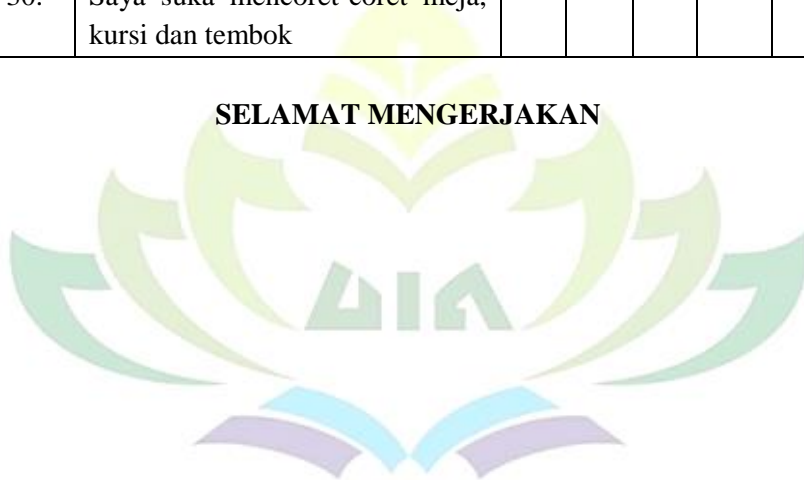 30. Saya suka mencoret-coret meja,
kursi dan tembok
SELAMAT MENGERJAKAN
UIN